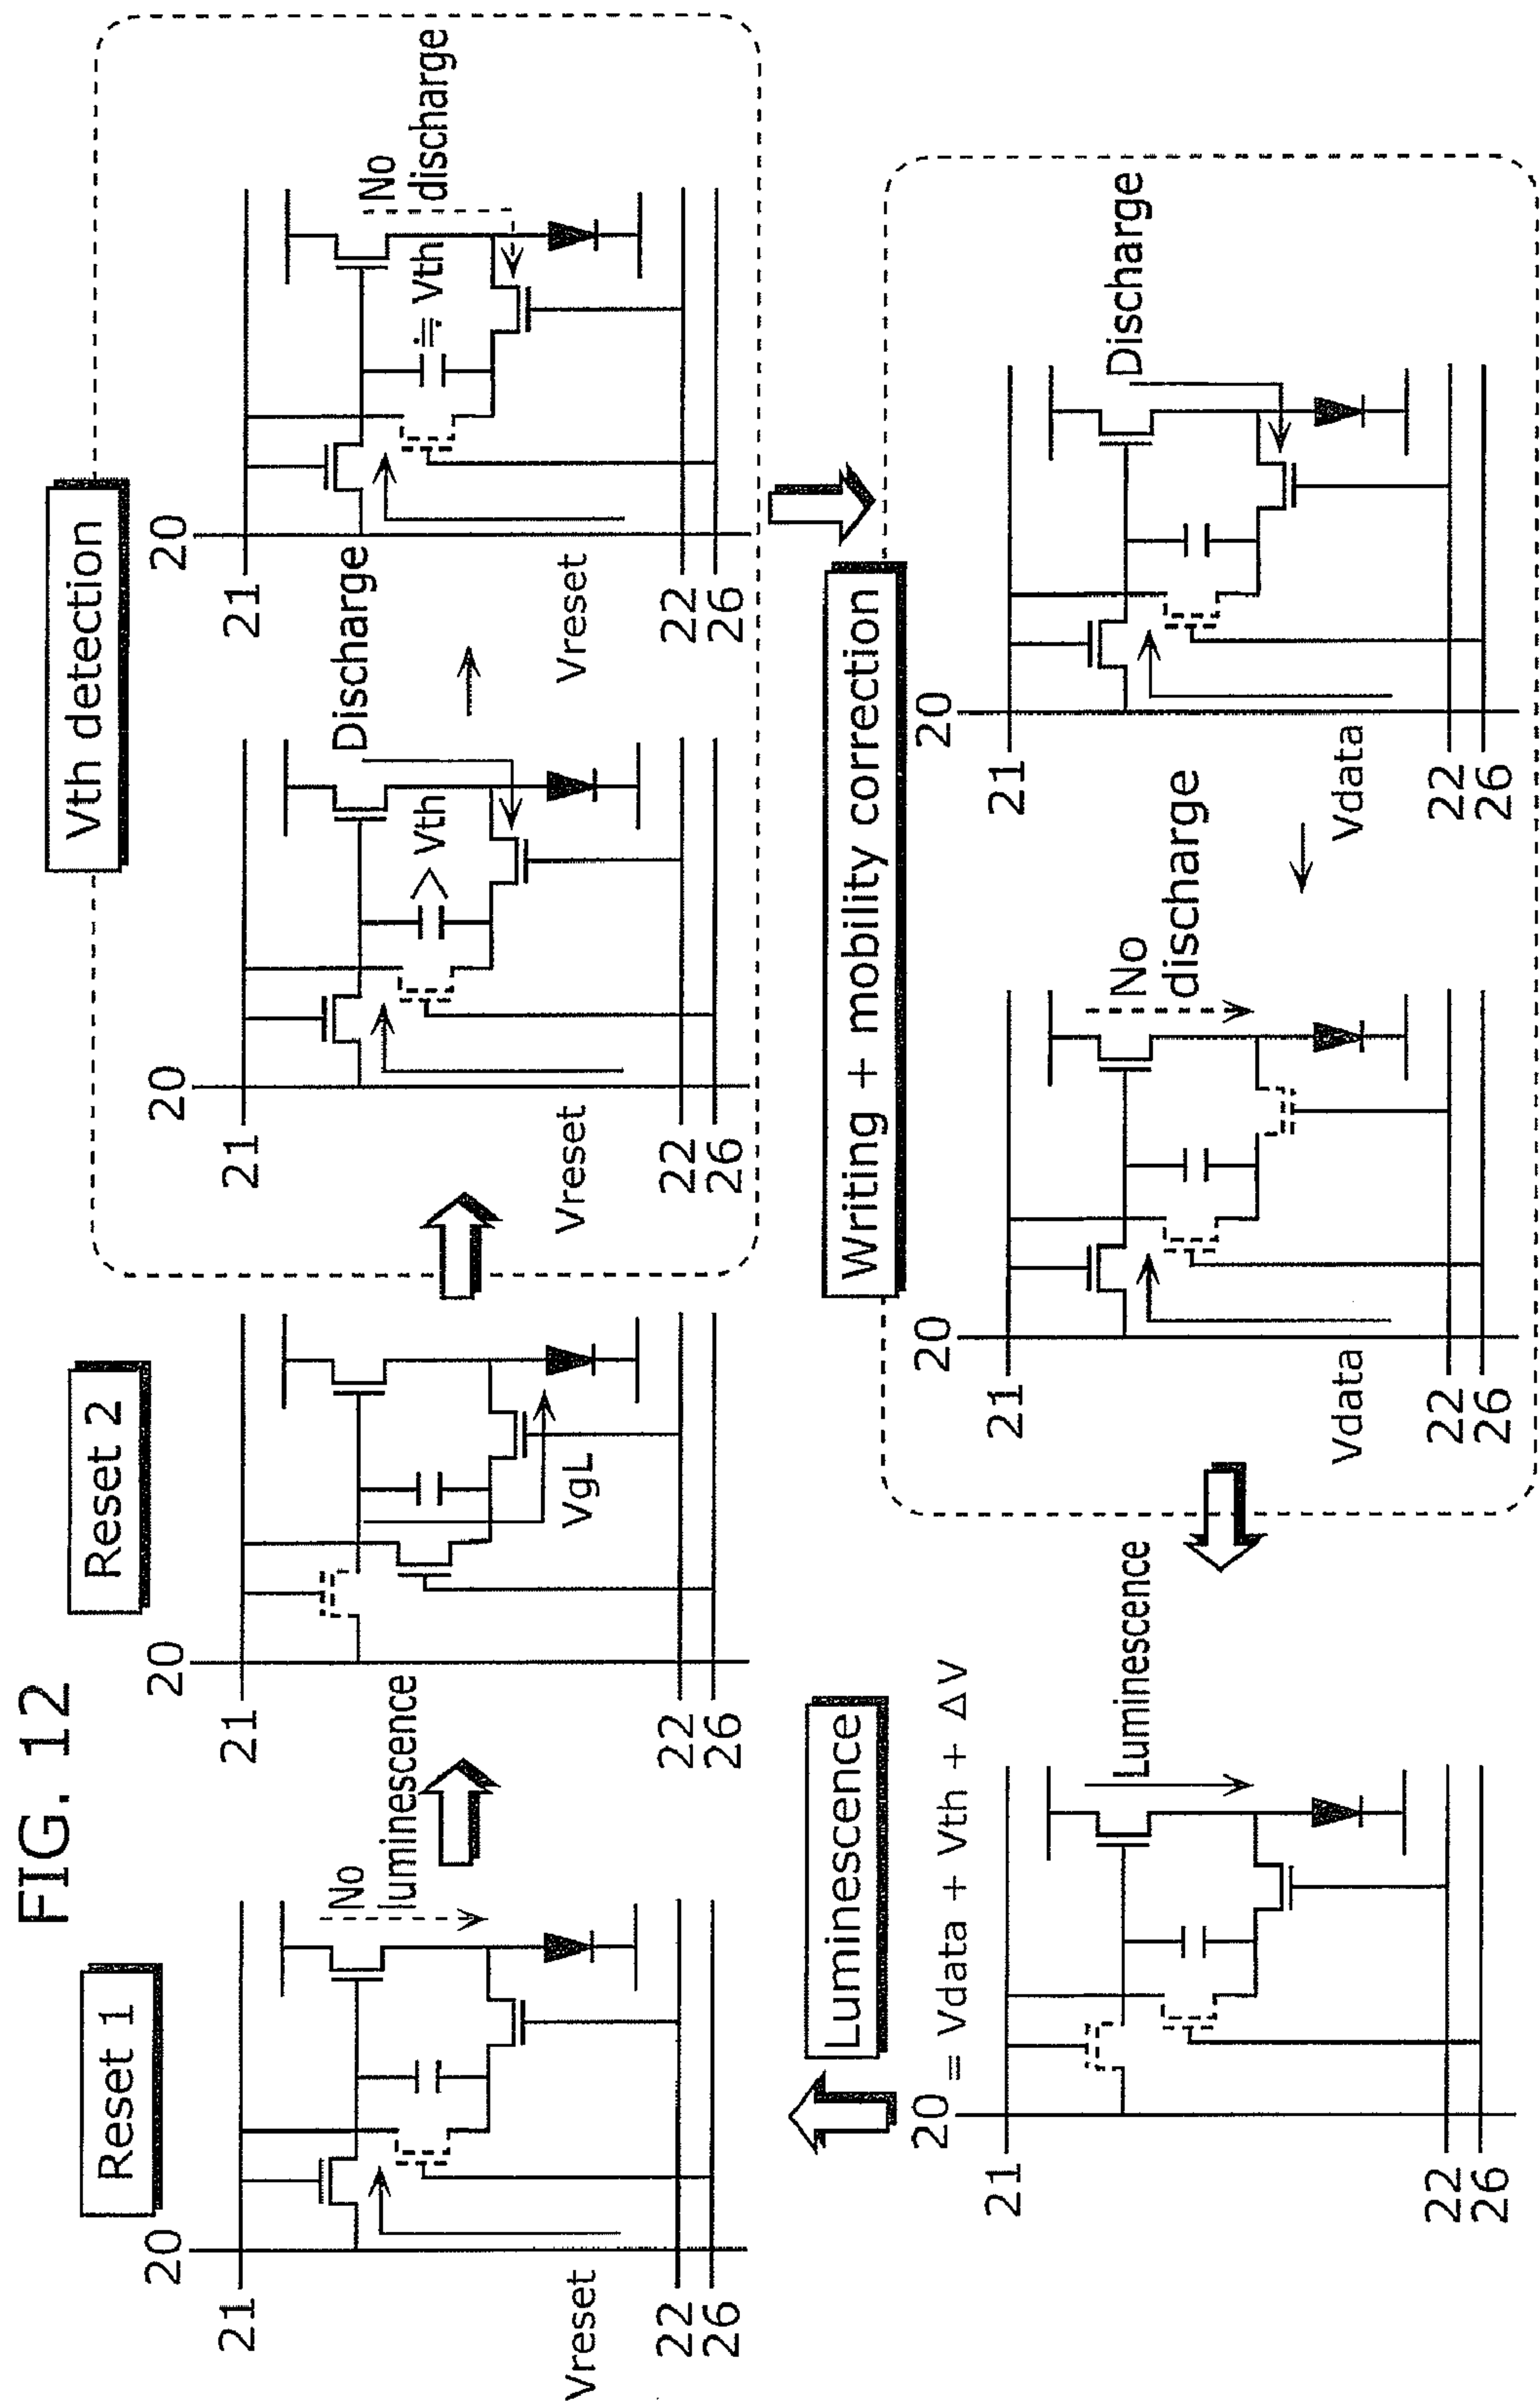 FIG. 12
Reset 1
20
21
No
luminescence
Vreset
22
26
Reset 2
20
21
VgL
22
26
Vth detection
20
21
Discharge
> Vth
Vreset
22
26
20
21
No
discharge
≒ Vth
Vreset
22
26
Luminescence
= Vdata + Vth + ΔV
20
21
Luminescence
22
26
Writing + mobility correction
20
21
No
discharge
Vdata
22
26
20
21
Discharge
Vdata
22
26